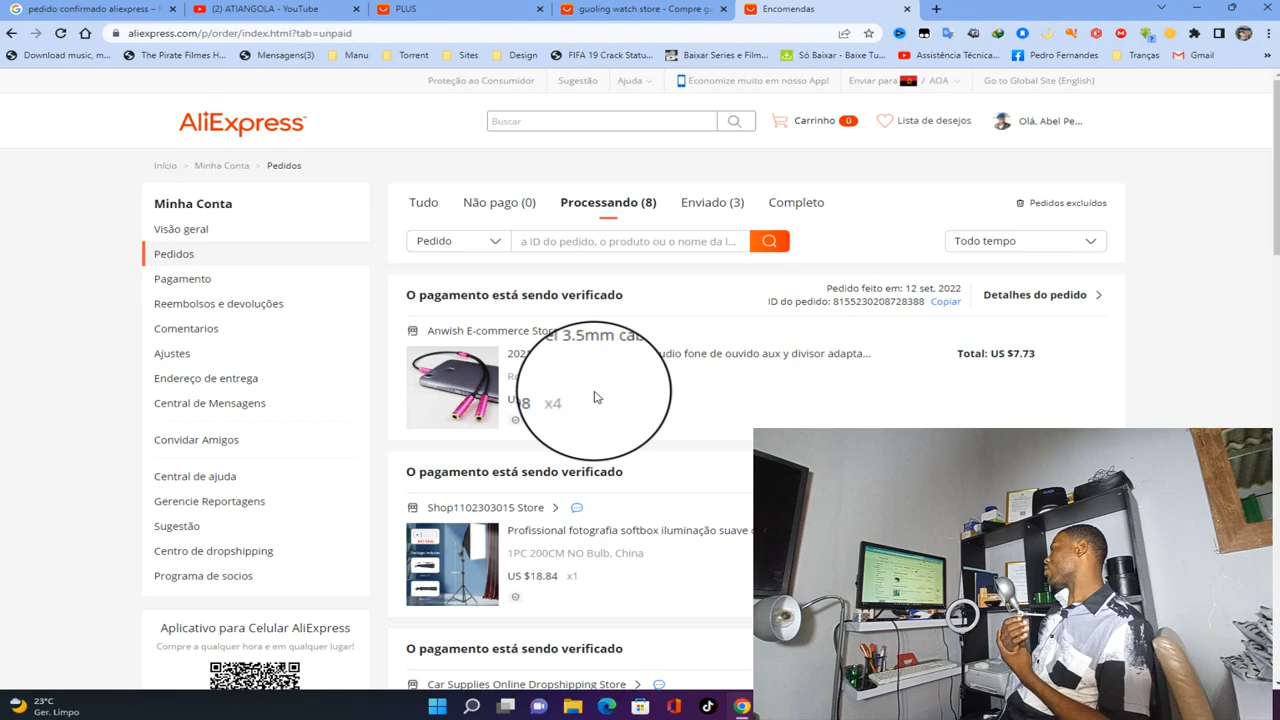 pedido confirmado aliexpress –
(2) ATIANGOLA - YouTube
PLUS
guoling watch store - Compre gu
Encomendas
aliexpress.com/p/order/index.html?tab=unpaid
Download music, mo...
The Pirate Filmes H...
Mensagens(3)
Manu
Torrent
Sites
Design
FIFA 19 Crack Statu...
Baixar Series e Film...
Só Baixar - Baixe Tu...
Assistência Técnica...
Pedro Fernandes
Tranças
Gmail
»
Proteção ao Consumidor
Sugestão
Ajuda
Economize muito em nosso App!
Enviar para / AOA
Go to Global Site (English)
AliExpress
Buscar
Carrinho 0
Lista de desejos
Olá, Abel Pe...
Início > Minha Conta > Pedidos
Minha Conta
Visão geral
Pedidos
Pagamento
Reembolsos e devoluções
Comentarios
Ajustes
Endereço de entrega
Central de Mensagens
Convidar Amigos
Central de ajuda
Gerencie Reportagens
Sugestão
Centro de dropshipping
Programa de socios
Aplicativo para Celular AliExpress
Compre a qualquer hora e em qualquer lugar!
Tudo
Não pago (0)
Processando (8)
Enviado (3)
Completo
Pedidos excluídos
Pedido
a ID do pedido, o produto ou o nome da l...
Todo tempo
O pagamento está sendo verificado
Pedido feito em: 12 set, 2022
ID do pedido: 8155230208728388 Copiar
Detalhes do pedido
Anwish E-commerce Store
el 3.5mm cab
udio fone de ouvido aux y divisor adapta...
Total: US $7.73
x4
O pagamento está sendo verificado
Shop1102303015 Store
Profissional fotografia softbox iluminação suave
1PC 200CM NO Bulb, China
US $18.84 x1
O pagamento está sendo verificado
Car Supplies Online Dropshipping Store
23°C
Ger. Limpo